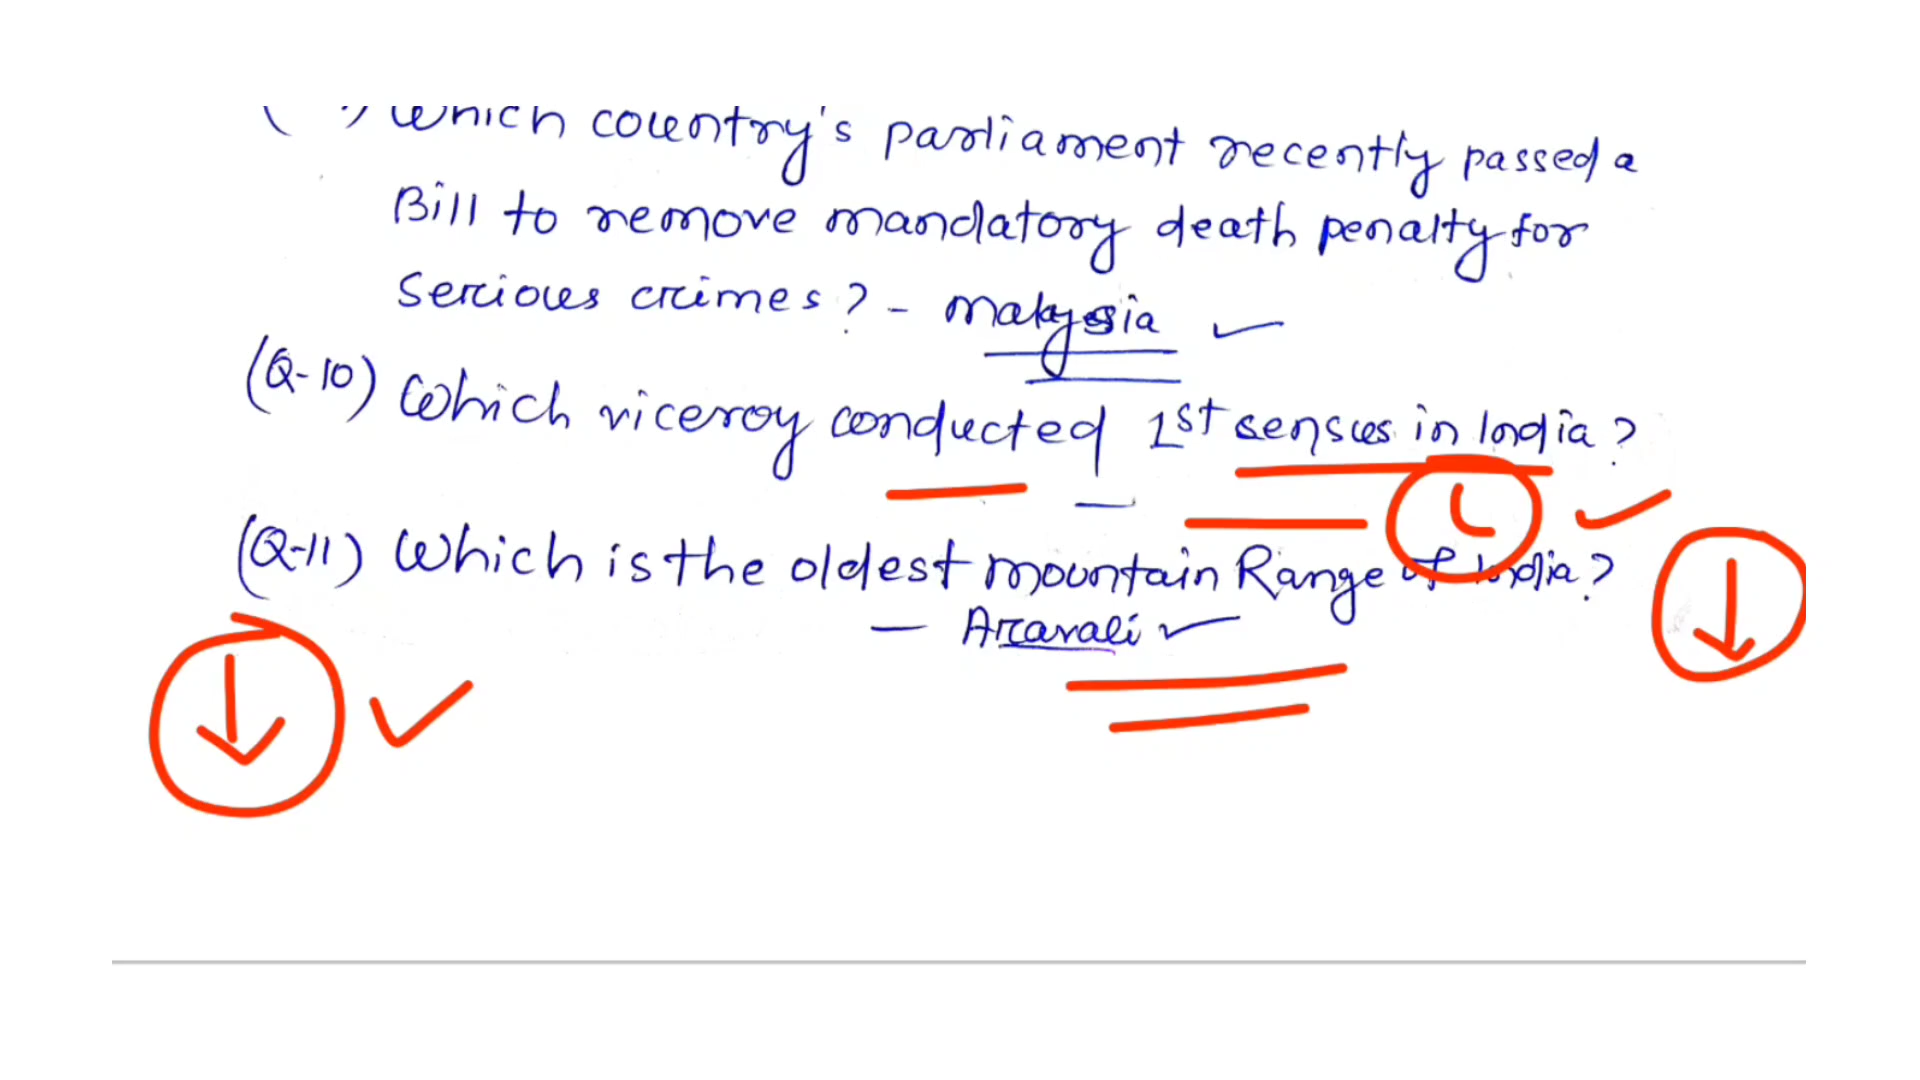 Which country's parliament recently passed a
Bill to remove mandatory death penalty for
serious crimes? - malaysia
(Q-10) Which viceroy conducted 1st sensus in India?
(Q-11) Which is the oldest mountain Range of India?
- Aravali